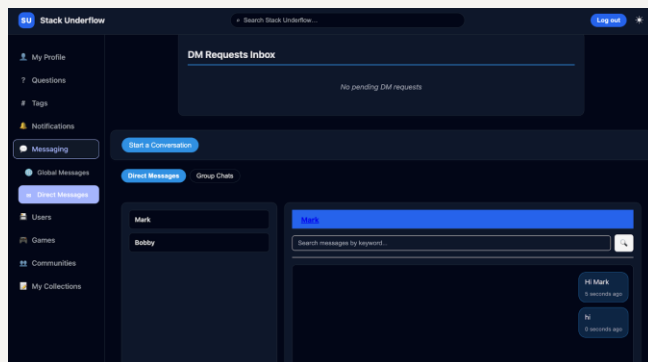 SU Stack Underflow
Search Stack Underflow...
Log out
My Profile
? Questions
# Tags
Notifications
Messaging
Global Messages
Direct Messages
Users
Games
Communities
My Collections
DM Requests Inbox
No pending DM requests
Start a Conversation
Direct Messages
Group Chats
Mark
Bobby
Mark
Search messages by keyword...
Hi Mark
5 seconds ago
hi
0 seconds ago